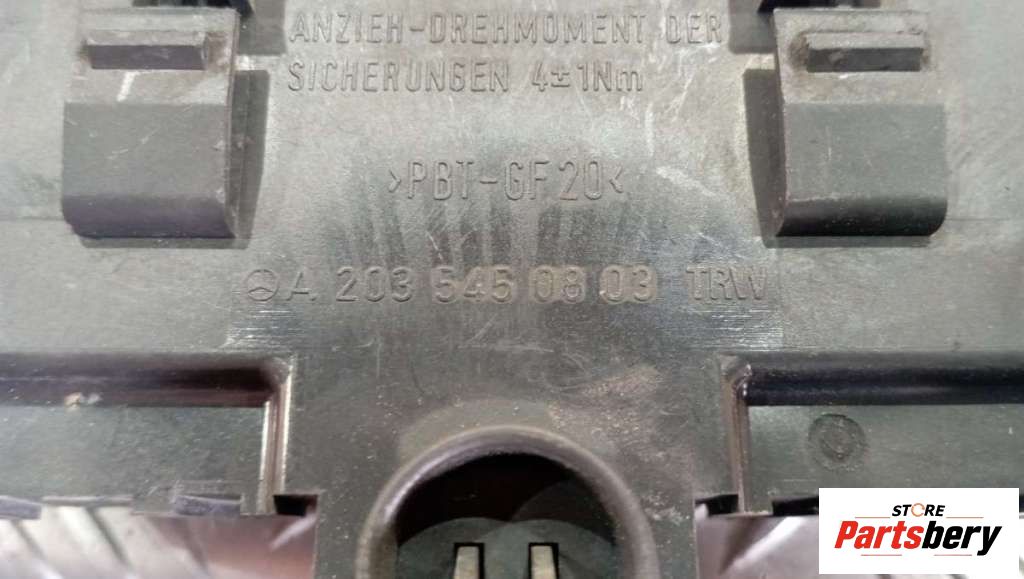 ANZIEH-DREHMOMENT DER
SICHERUNGEN 4±1Nm
>PBT-GF20<
A 203 545 08 03 TRW
STORE
Partsbery